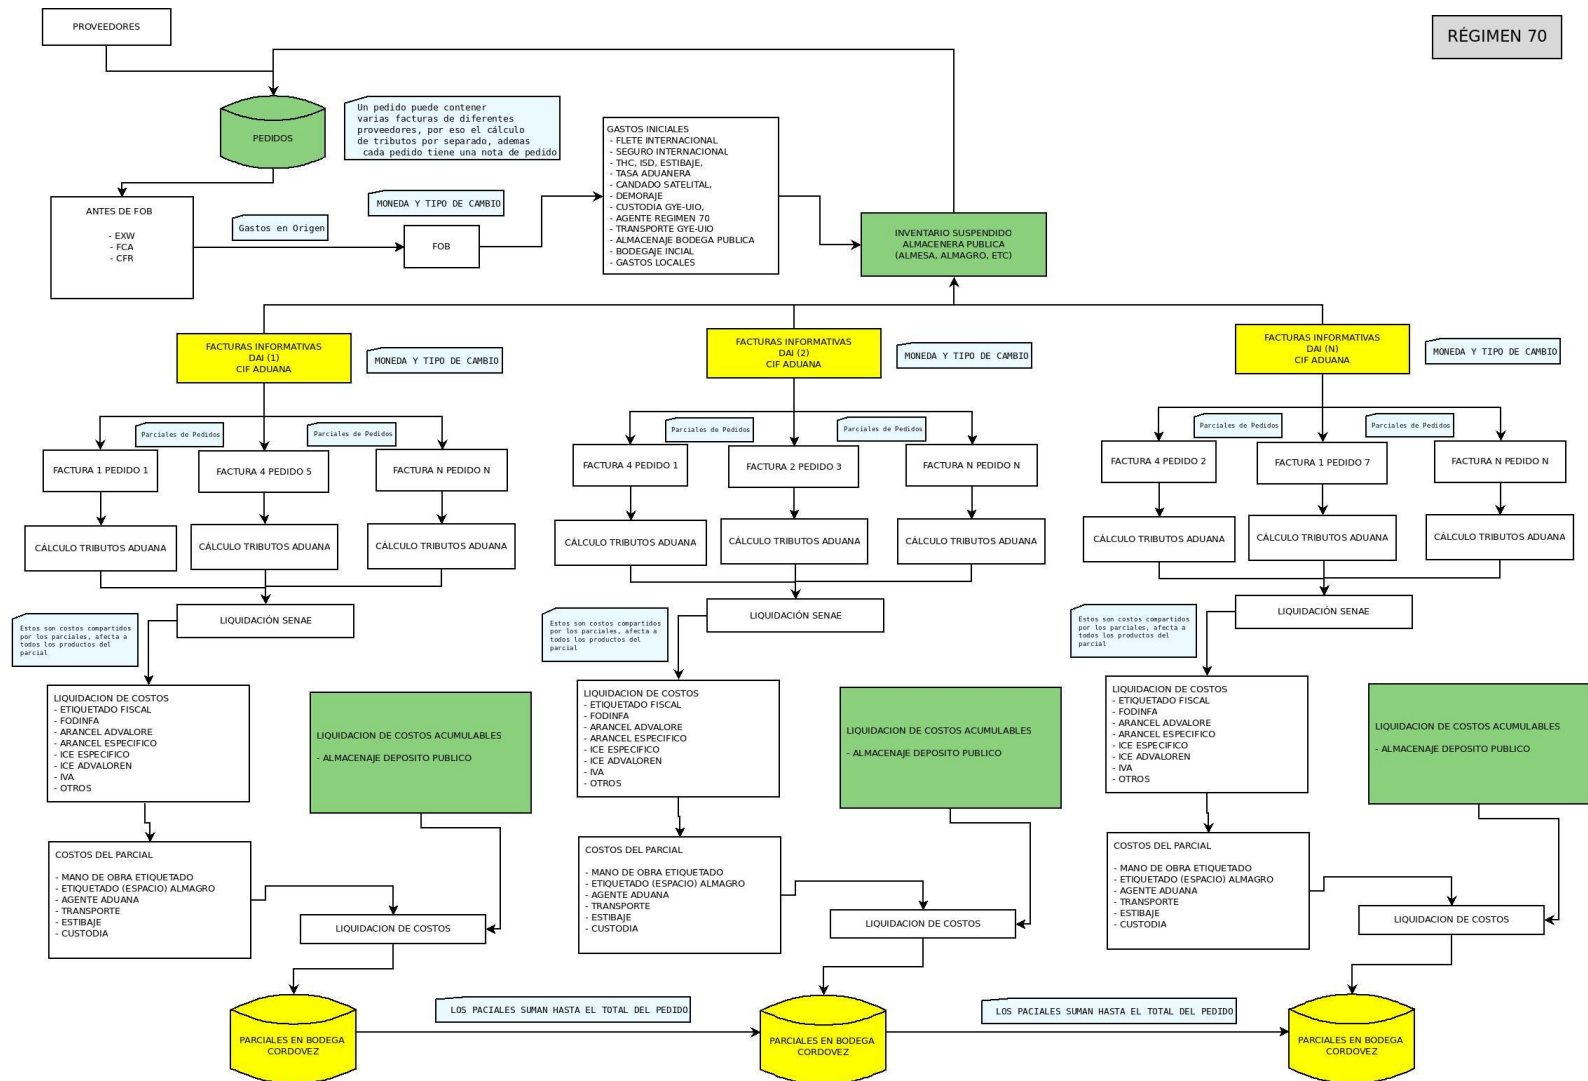 PROVEEDORES
RÉGIMEN 70
PEDIDOS
Un pedido puede contener
varias facturas de diferentes
proveedores, por eso el cálculo
de tributos por separado, ademas
cada pedido tiene una nota de pedido
ANTES DE FOB
- EXW
- FCA
- CFR
Gastos en Origen
MONEDA Y TIPO DE CAMBIO
FOB
GASTOS INICIALES
- FLETE INTERNACIONAL
- SEGURO INTERNACIONAL
- THC, ISD, ESTIBAJE,
- TASA ADUANERA
- CANDADO SATELITAL,
- DEMORAJE
- CUSTODIA GYE-UIO,
- AGENTE REGIMEN 70
- TRANSPORTE GYE-UIO
- ALMACENAJE BODEGA PUBLICA
- BODEGAJE INCIAL
- GASTOS LOCALES
INVENTARIO SUSPENDIDO
ALMACENERA PUBLICA
(ALMESA, ALMAGRO, ETC)
FACTURAS INFORMATIVAS
DAI (1)
CIF ADUANA
MONEDA Y TIPO DE CAMBIO
Parciales de Pedidos
Parciales de Pedidos
FACTURA 1 PEDIDO 1
FACTURA 4 PEDIDO 5
FACTURA N PEDIDO N
CÁLCULO TRIBUTOS ADUANA
CÁLCULO TRIBUTOS ADUANA
CÁLCULO TRIBUTOS ADUANA
LIQUIDACIÓN SENAE
Estos son costos compartidos
por los parciales, afecta a
todos los productos del
parcial
LIQUIDACION DE COSTOS
- ETIQUETADO FISCAL
- FODINFA
- ARANCEL ADVALORE
- ARANCEL ESPECIFICO
- ICE ESPECIFICO
- ICE ADVALOREN
- IVA
- OTROS
LIQUIDACION DE COSTOS ACUMULABLES
- ALMACENAJE DEPOSITO PUBLICO
COSTOS DEL PARCIAL
- MANO DE OBRA ETIQUETADO
- ETIQUETADO (ESPACIO) ALMAGRO
- AGENTE ADUANA
- TRANSPORTE
- ESTIBAJE
- CUSTODIA
LIQUIDACION DE COSTOS
PARCIALES EN BODEGA
CORDOVEZ
LOS PACIALES SUMAN HASTA EL TOTAL DEL PEDIDO
FACTURAS INFORMATIVAS
DAI (2)
CIF ADUANA
MONEDA Y TIPO DE CAMBIO
Parciales de Pedidos
Parciales de Pedidos
FACTURA 4 PEDIDO 1
FACTURA 2 PEDIDO 3
FACTURA N PEDIDO N
CÁLCULO TRIBUTOS ADUANA
CÁLCULO TRIBUTOS ADUANA
CÁLCULO TRIBUTOS ADUANA
LIQUIDACIÓN SENAE
Estos son costos compartidos
por los parciales, afecta a
todos los productos del
parcial
LIQUIDACION DE COSTOS
- ETIQUETADO FISCAL
- FODINFA
- ARANCEL ADVALORE
- ARANCEL ESPECIFICO
- ICE ESPECIFICO
- ICE ADVALOREN
- IVA
- OTROS
LIQUIDACION DE COSTOS ACUMULABLES
- ALMACENAJE DEPOSITO PUBLICO
COSTOS DEL PARCIAL
- MANO DE OBRA ETIQUETADO
- ETIQUETADO (ESPACIO) ALMAGRO
- AGENTE ADUANA
- TRANSPORTE
- ESTIBAJE
- CUSTODIA
LIQUIDACION DE COSTOS
PARCIALES EN BODEGA
CORDOVEZ
LOS PACIALES SUMAN HASTA EL TOTAL DEL PEDIDO
FACTURAS INFORMATIVAS
DAI (N)
CIF ADUANA
MONEDA Y TIPO DE CAMBIO
Parciales de Pedidos
Parciales de Pedidos
FACTURA 4 PEDIDO 2
FACTURA 1 PEDIDO 7
FACTURA N PEDIDO N
CÁLCULO TRIBUTOS ADUANA
CÁLCULO TRIBUTOS ADUANA
CÁLCULO TRIBUTOS ADUANA
LIQUIDACIÓN SENAE
Estos son costos compartidos
por los parciales, afecta a
todos los productos del
parcial
LIQUIDACION DE COSTOS
- ETIQUETADO FISCAL
- FODINFA
- ARANCEL ADVALORE
- ARANCEL ESPECIFICO
- ICE ESPECIFICO
- ICE ADVALOREN
- IVA
- OTROS
LIQUIDACION DE COSTOS ACUMULABLES
- ALMACENAJE DEPOSITO PUBLICO
COSTOS DEL PARCIAL
- MANO DE OBRA ETIQUETADO
- ETIQUETADO (ESPACIO) ALMAGRO
- AGENTE ADUANA
- TRANSPORTE
- ESTIBAJE
- CUSTODIA
LIQUIDACION DE COSTOS
PARCIALES EN BODEGA
CORDOVEZ